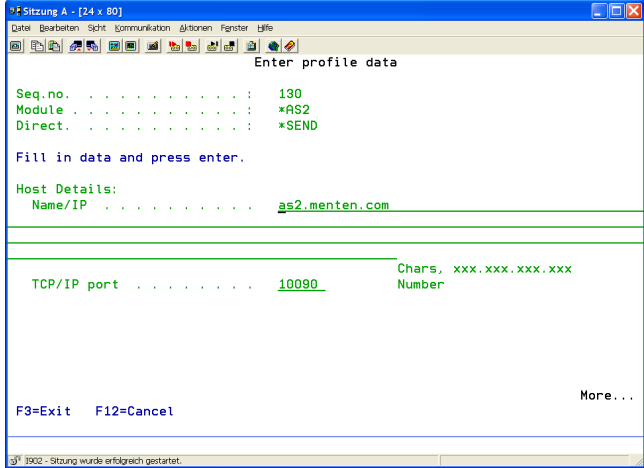 Sitzung A - [24 x 80]
Datei Bearbeiten Sicht Kommunikation Aktionen Fenster Hilfe
Enter profile data
Seq.no. . . . . . . . . . . : 130
Module . . . . . . . . . . : *AS2
Direct. . . . . . . . . . . : *SEND
Fill in data and press enter.
Host Details:
Name/IP . . . . . . . . . . as2.menten.com
Chars, xxx.xxx.xxx.xxx
TCP/IP port . . . . . . . . 10090 Number
More...
F3=Exit F12=Cancel
I902 - Sitzung wurde erfolgreich gestartet.